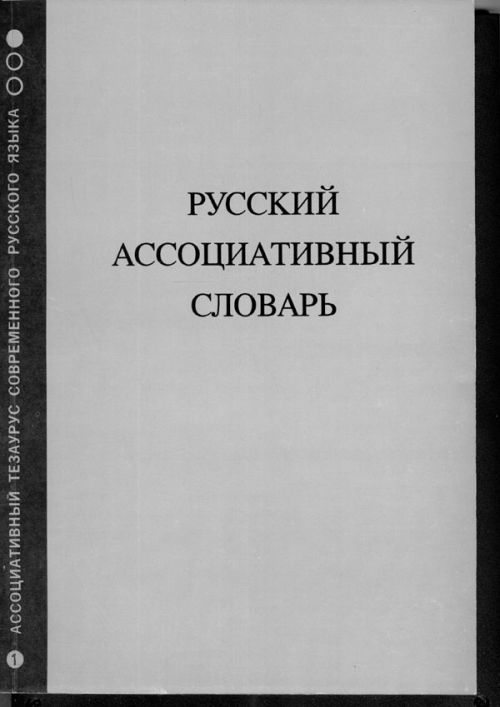 РУССКИЙ
АССОЦИАТИВНЫЙ
СЛОВАРЬ
1 АССОЦИАТИВНЫЙ ТЕЗАУРУС СОВРЕМЕННОГО РУССКОГО ЯЗЫКА